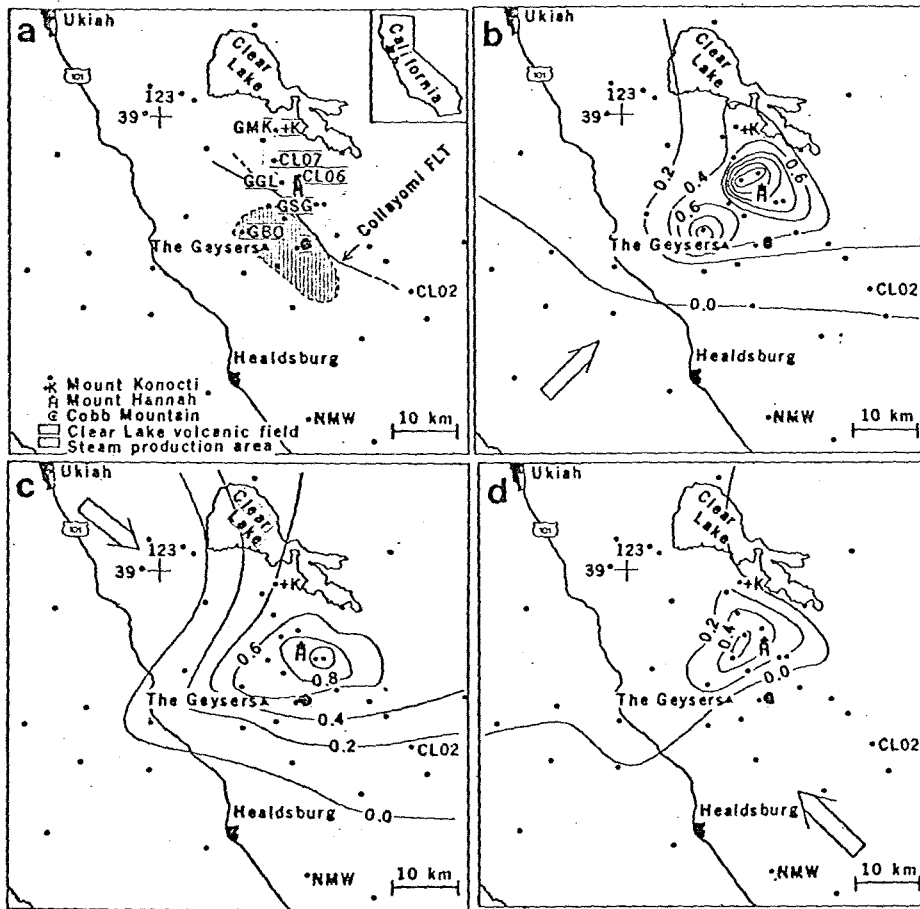 a
Ukiah
101
123°
39°
Clear Lake
California
GMK +K
CL07
CL06
GGL
GSG
GBO
The Geysers
Collayomi FLT
CL02
Healdsburg
K Mount Konocti
H Mount Hannah
C Cobb Mountain
Clear Lake volcanic field
Steam production area
NMW
10 km
b
Ukiah
101
123°
39°
Clear Lake
+K
0.2
0.4
0.6
0.6
H
The Geysers
C
CL02
0.0
Healdsburg
NMW
10 km
c
Ukiah
101
123°
39°
Clear Lake
+K
0.6
H
0.8
The Geysers
C
0.4
0.2
CL02
0.0
Healdsburg
NMW
10 km
d
Ukiah
101
123°
39°
Clear Lake
+K
0.2
0.4
H
0.0
The Geysers
C
CL02
Healdsburg
NMW
10 km